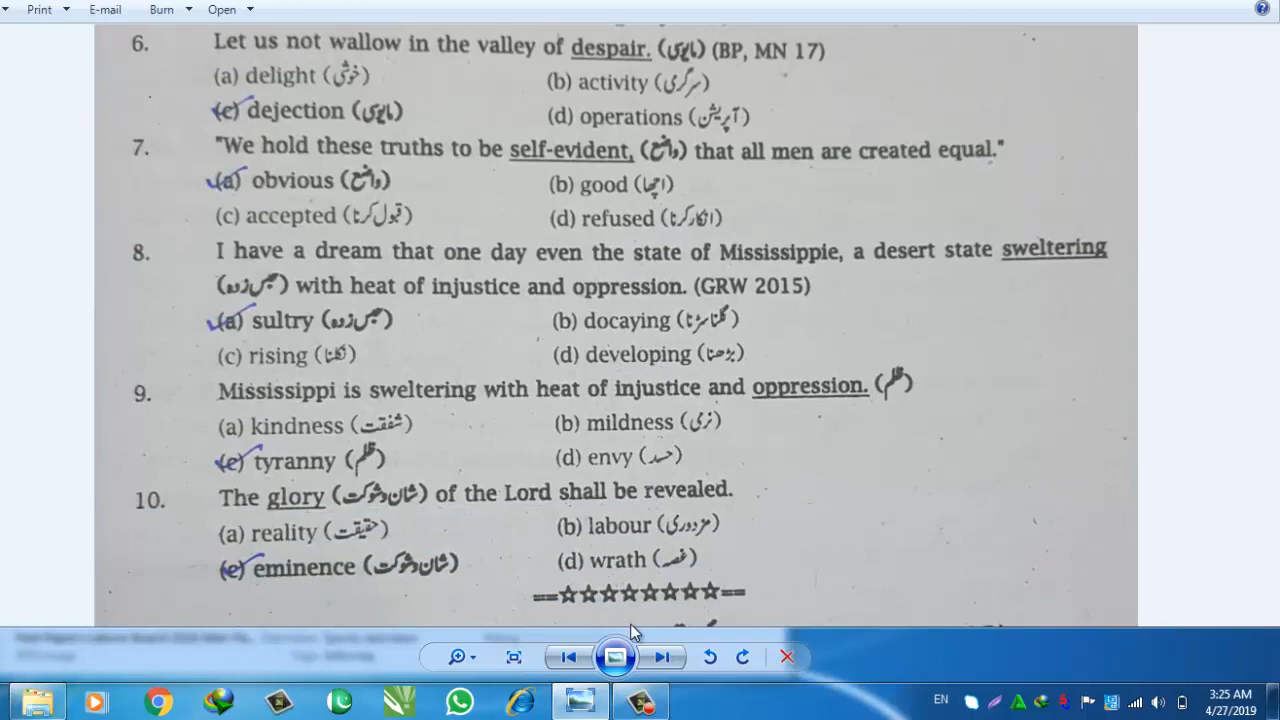 Print E-mail Burn Open
6. Let us not wallow in the valley of despair. (مایوسی) (BP, MN 17)
(a) delight (خوشی) (b) activity (سرگرمی)
(c) dejection (مایوسی) (d) operations (آپریشن)
7. "We hold these truths to be self-evident, (واضح) that all men are created equal."
(a) obvious (واضح) (b) good (اچھا)
(c) accepted (قبول کرنا) (d) refused (انکار کرنا)
8. I have a dream that one day even the state of Mississippie, a desert state sweltering
(حبس زدہ) with heat of injustice and oppression. (GRW 2015)
(a) sultry (حبس زدہ) (b) docaying (گلنا سڑنا)
(c) rising (نکلنا) (d) developing (بڑھنا)
9. Mississippi is sweltering with heat of injustice and oppression. (ظلم)
(a) kindness (شفقت) (b) mildness (نرمی)
(c) tyranny (ظلم) (d) envy (حسد)
10. The glory (شان و شوکت) of the Lord shall be revealed.
(a) reality (حقیقت) (b) labour (مزدوری)
(c) eminence (شان و شوکت) (d) wrath (غصہ)
==☆☆☆☆☆☆☆☆==
EN 3:25 AM
4/27/2019